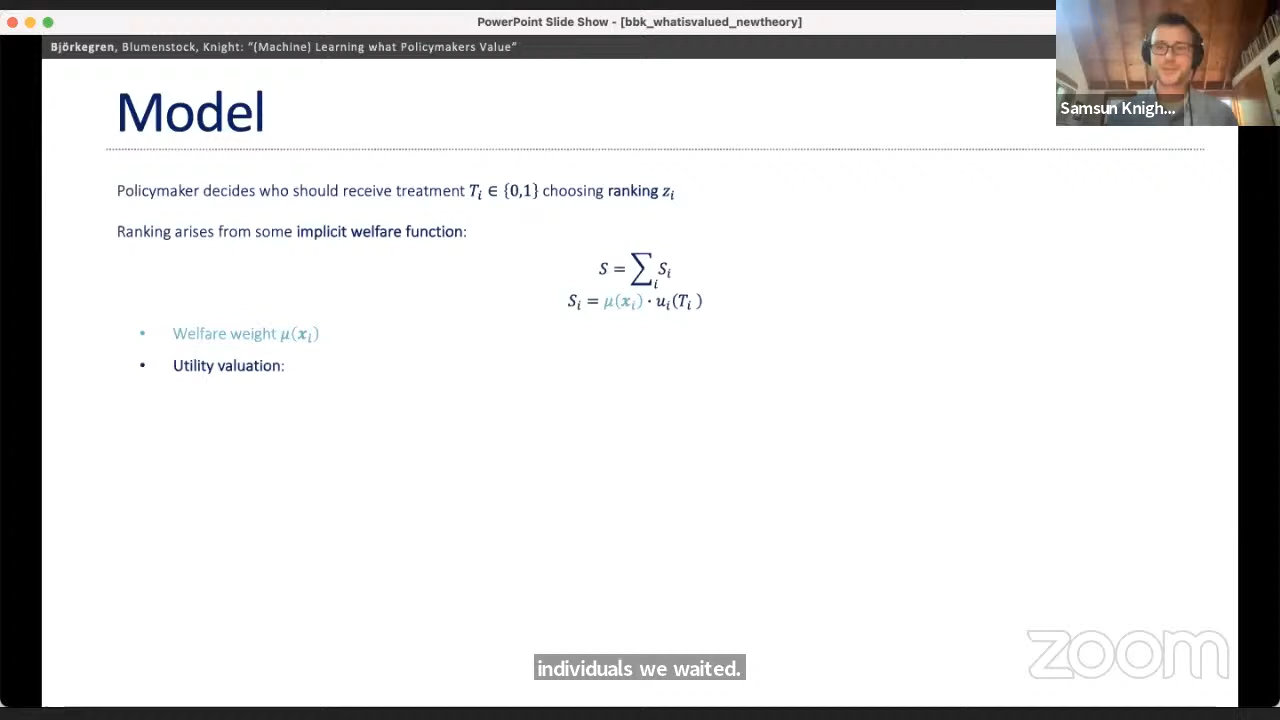 PowerPoint Slide Show - [bbk_whatisvalued_newtheory]
Björkegren, Blumenstock, Knight: "(Machine) Learning what Policymakers Value"
Samsun Knigh...
Model
Policymaker decides who should receive treatment Tᵢ ∈ {0,1} choosing ranking zᵢ
Ranking arises from some implicit welfare function:
S = ∑ᵢ Sᵢ
Sᵢ = μ(xᵢ) · uᵢ(Tᵢ )
• Welfare weight μ(xᵢ)
• Utility valuation:
individuals we waited.
zoom